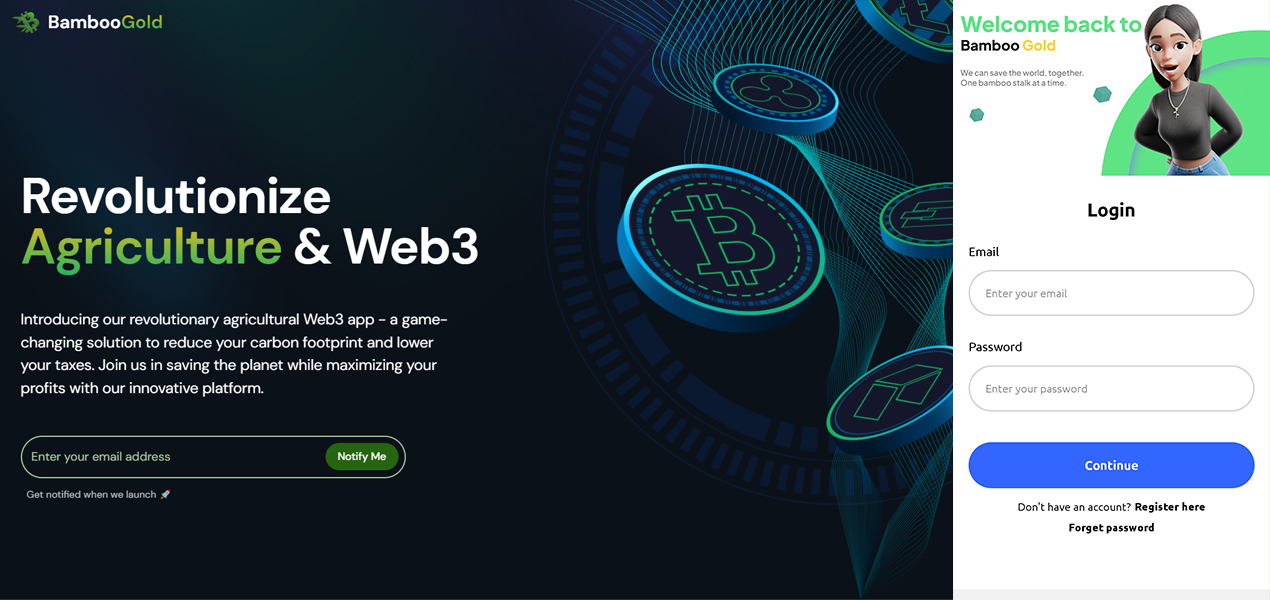 BambooGold
Revolutionize
Agriculture & Web3
Introducing our revolutionary agricultural Web3 app - a game-
changing solution to reduce your carbon footprint and lower
your taxes. Join us in saving the planet while maximizing your
profits with our innovative platform.
Enter your email address
Notify Me
Get notified when we launch 🚀
Welcome back to
Bamboo Gold
We can save the world, together.
One bamboo stalk at a time.
Login
Email
Enter your email
Password
Enter your password
Continue
Don't have an account? Register here
Forget password